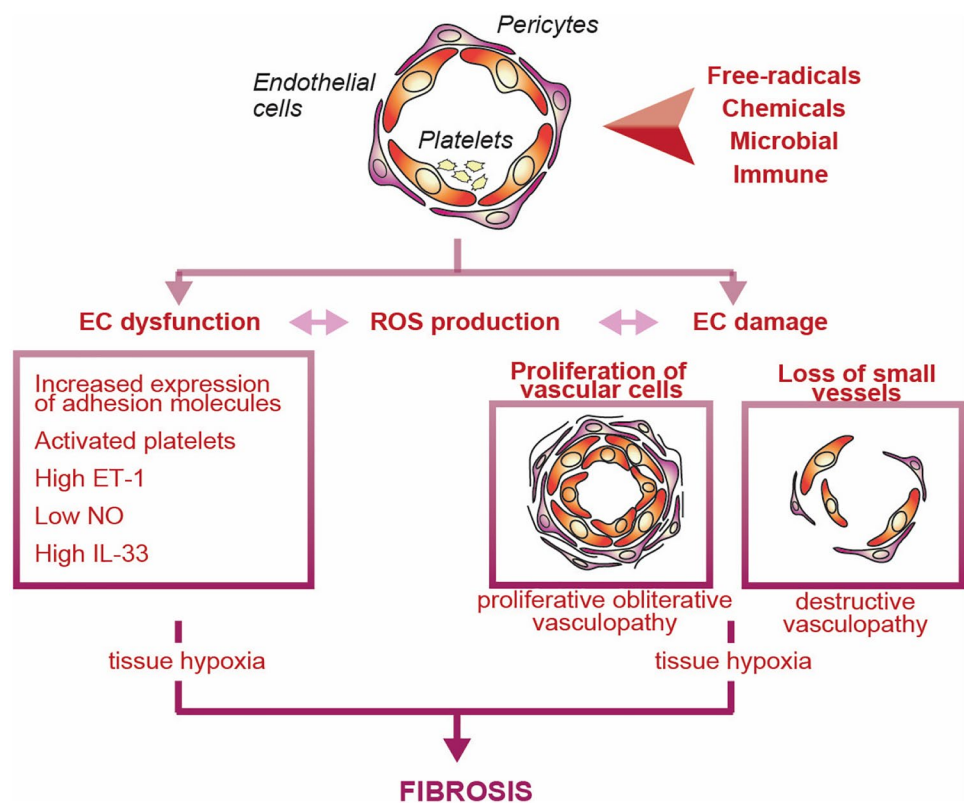 Pericytes
Endothelial
cells
Platelets
Free-radicals
Chemicals
Microbial
Immune
EC dysfunction
ROS production
EC damage
Increased expression
of adhesion molecules
Activated platelets
High ET-1
Low NO
High IL-33
Proliferation of
vascular cells
Loss of small
vessels
proliferative obliterative
vasculopathy
destructive
vasculopathy
tissue hypoxia
tissue hypoxia
FIBROSIS